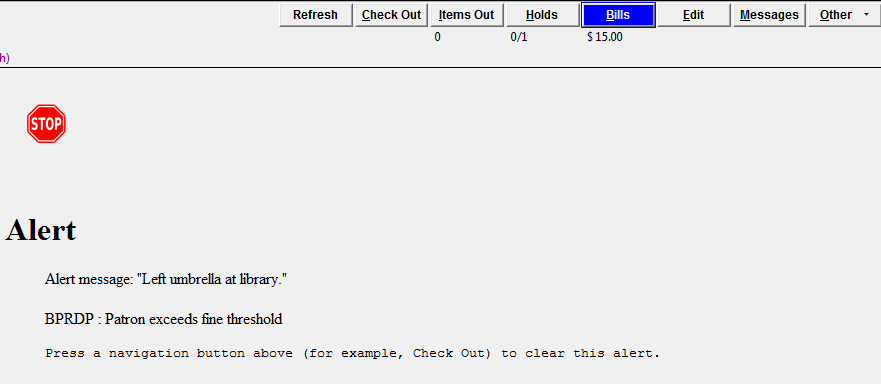 Refresh Check Out Items Out Holds Bills Edit Messages Other
0 0/1 $ 15.00
h)
STOP
Alert
Alert message: "Left umbrella at library."
BPRDP : Patron exceeds fine threshold
Press a navigation button above (for example, Check Out) to clear this alert.